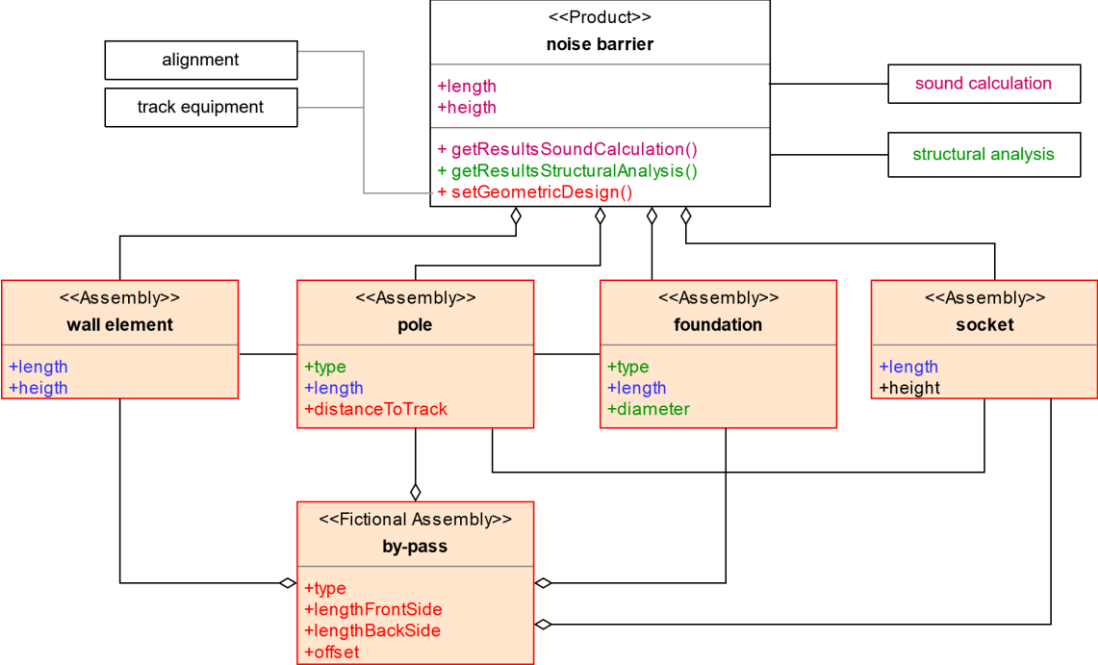 <<Product>>
noise barrier
+length
+heigth
+ getResultsSoundCalculation()
+ getResultsStructuralAnalysis()
+ setGeometricDesign()
alignment
track equipment
sound calculation
structural analysis
<<Assembly>>
wall element
+length
+heigth
<<Assembly>>
pole
+type
+length
+distanceToTrack
<<Assembly>>
foundation
+type
+length
+diameter
<<Assembly>>
socket
+length
+height
<<Fictional Assembly>>
by-pass
+type
+lengthFrontSide
+lengthBackSide
+offset